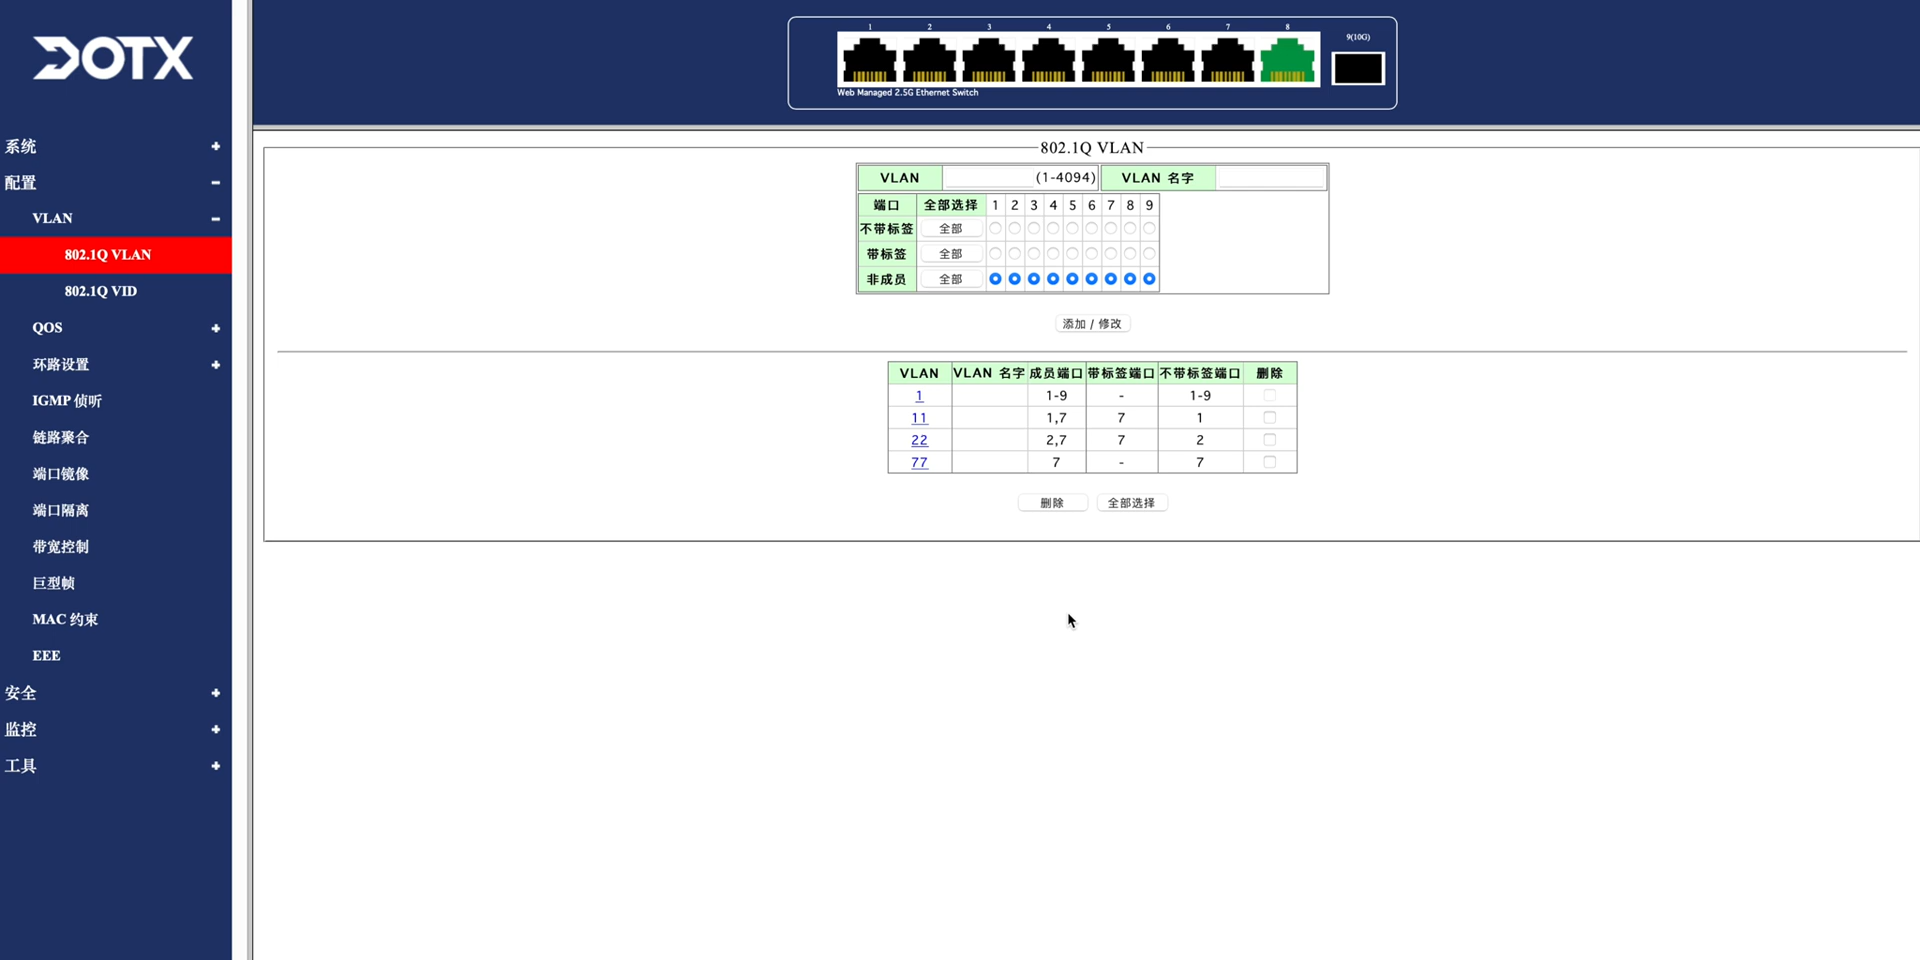 DOTX
系统
配置
VLAN
802.1Q VLAN
802.1Q VID
QOS
环路设置
IGMP 侦听
链路聚合
端口镜像
端口隔离
带宽控制
巨型帧
MAC 约束
EEE
安全
监控
工具
1 2 3 4 5 6 7 8 9(10G)
Web Managed 2.5G Ethernet Switch
802.1Q VLAN
VLAN (1-4094) VLAN 名字
端口 全部选择 1 2 3 4 5 6 7 8 9
不带标签 全部
带标签 全部
非成员 全部
添加 / 修改
VLAN VLAN 名字 成员端口 带标签端口 不带标签端口 删除
1 1-9 - 1-9
11 1,7 7 1
22 2,7 7 2
77 7 - 7
删除 全部选择